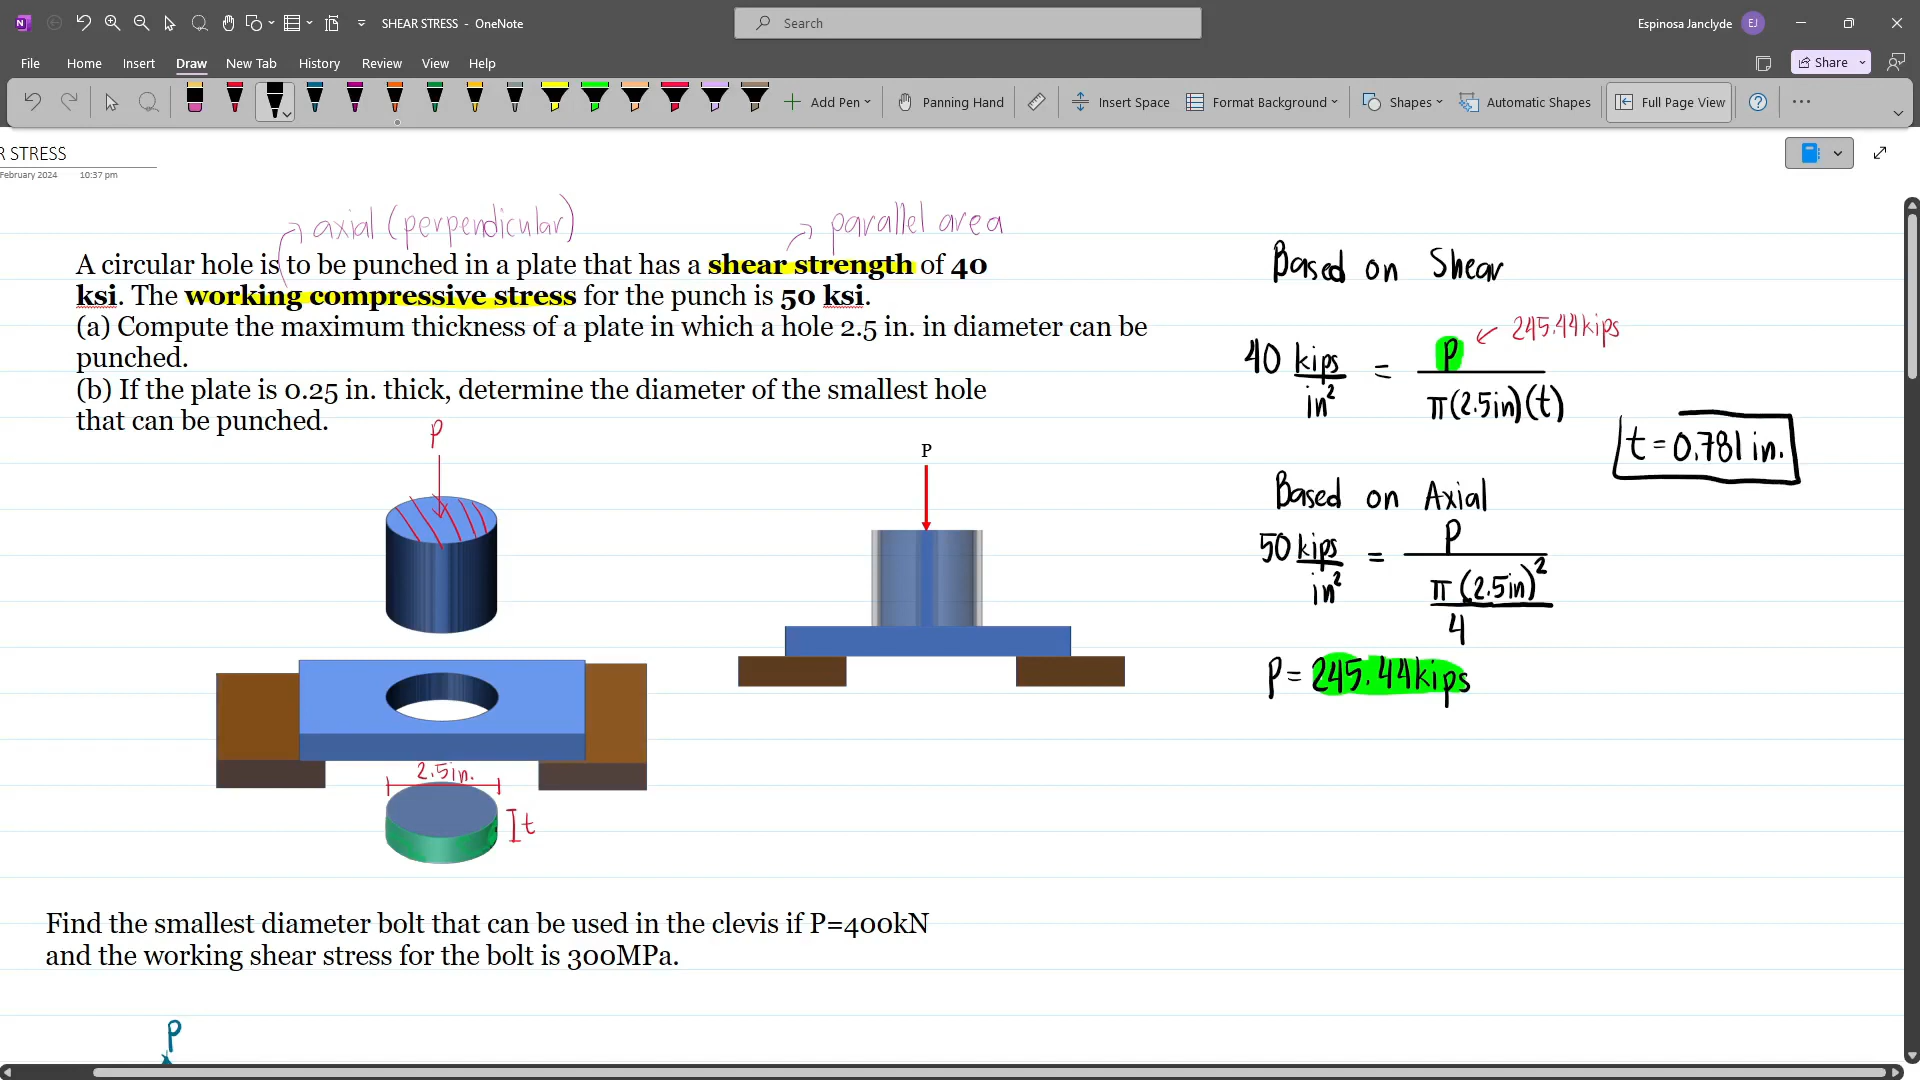 SHEAR STRESS - OneNote
Search
Espinosa Janclyde
EJ
File Home Insert Draw New Tab History Review View Help
Share
Add Pen
Panning Hand
Insert Space
Format Background
Shapes
Automatic Shapes
Full Page View
R STRESS
February 2024 10:37 pm
axial (perpendicular)
parallel area
A circular hole is to be punched in a plate that has a shear strength of 40
ksi. The working compressive stress for the punch is 50 ksi.
(a) Compute the maximum thickness of a plate in which a hole 2.5 in. in diameter can be
punched.
(b) If the plate is 0.25 in. thick, determine the diameter of the smallest hole
that can be punched.
P
P
2.5in.
t
Based on Shear
245.44kips
40 kips/in² = P/π(2.5in)(t)
t = 0.781 in.
Based on Axial
50 kips/in² = P/π(2.5in)²/4
P = 245.44kips
Find the smallest diameter bolt that can be used in the clevis if P=400kN
and the working shear stress for the bolt is 300MPa.
P